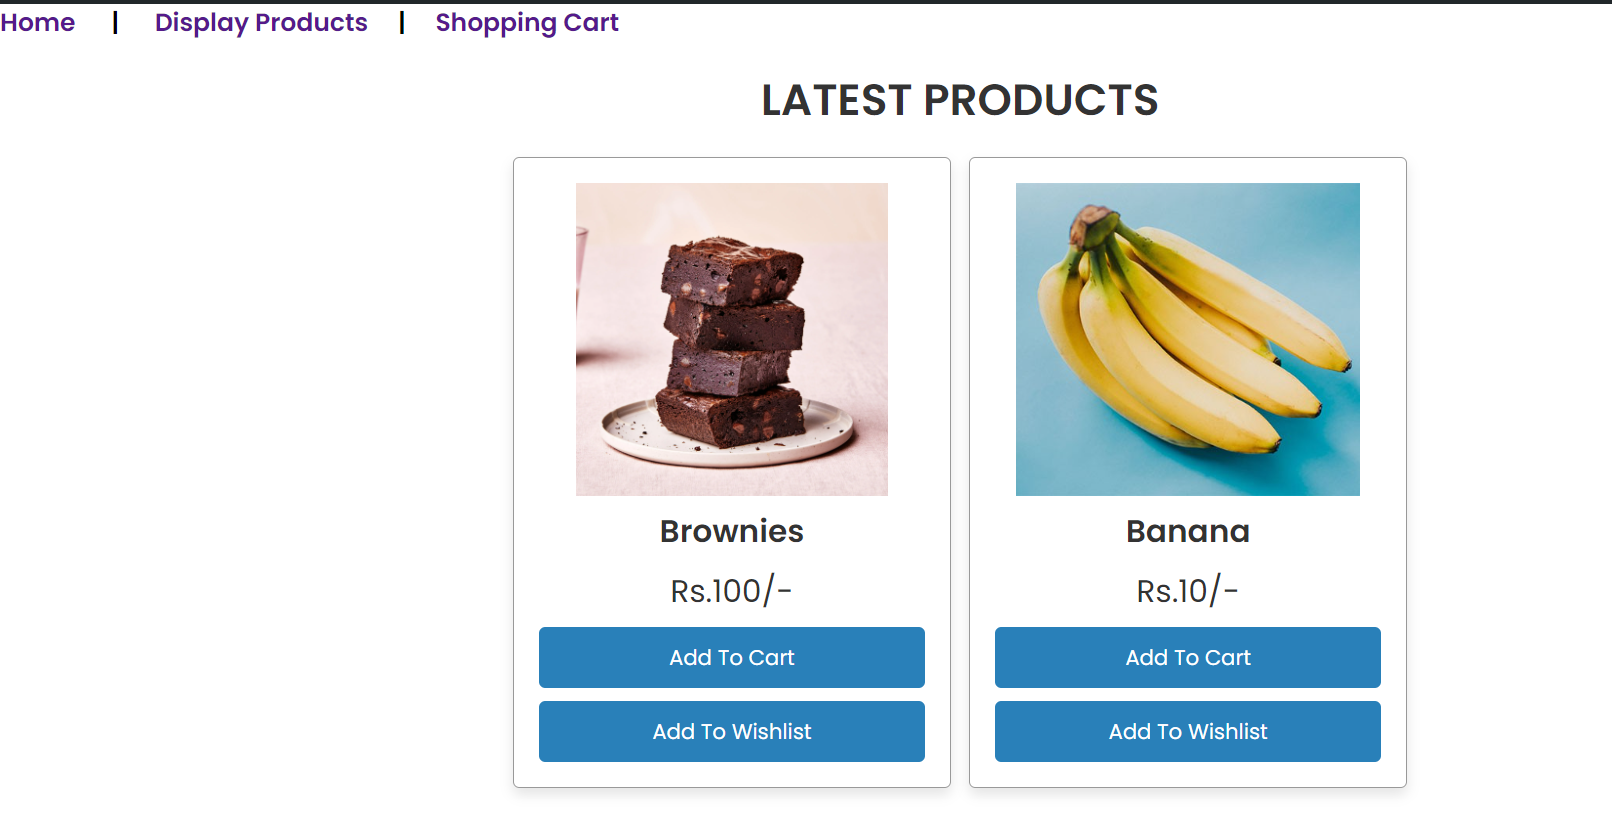 Home | Display Products | Shopping Cart
LATEST PRODUCTS
Brownies
Rs.100/-
Add To Cart
Add To Wishlist
Banana
Rs.10/-
Add To Cart
Add To Wishlist